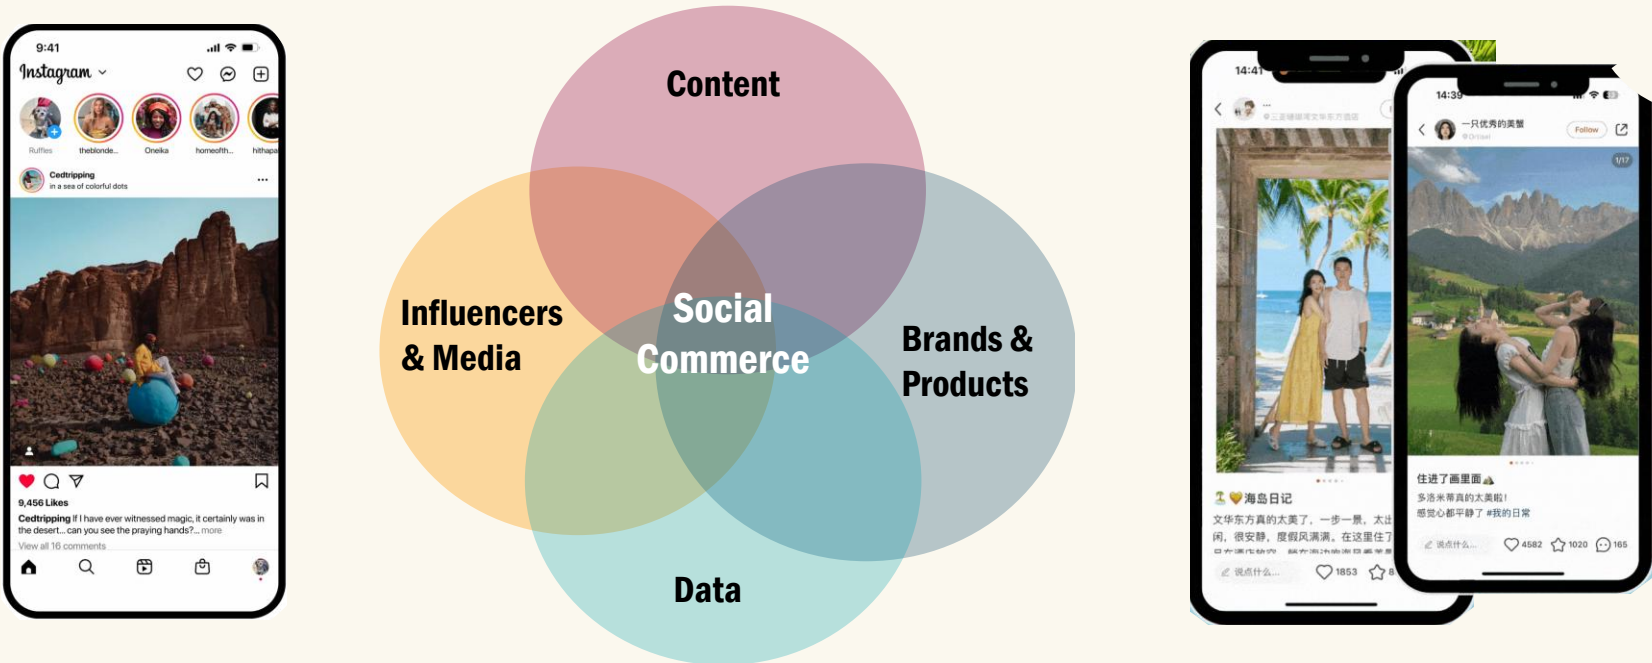 9:41
Instagram
Ruffles
theblonde...
Oneika
homeofth...
hithapa
Cedtripping
in a sea of colorful dots
9,456 Likes
Cedtripping If I have ever witnessed magic, it certainly was in
the desert... can you see the praying hands?... more
View all 16 comments
Content
Influencers
& Media
Social
Commerce
Brands &
Products
Data
14:41
...
海岛日记
文华东方真的太美了，一步一景，太出
闲，很安静，度假风满满。在这里住了
说点什么...
1853
8
14:39
一只优秀的美蟹
Follow
1/17
住进了画里面
多洛米蒂真的太美啦！
感觉心都平静了 #我的日常
说点什么...
4582
1020
165